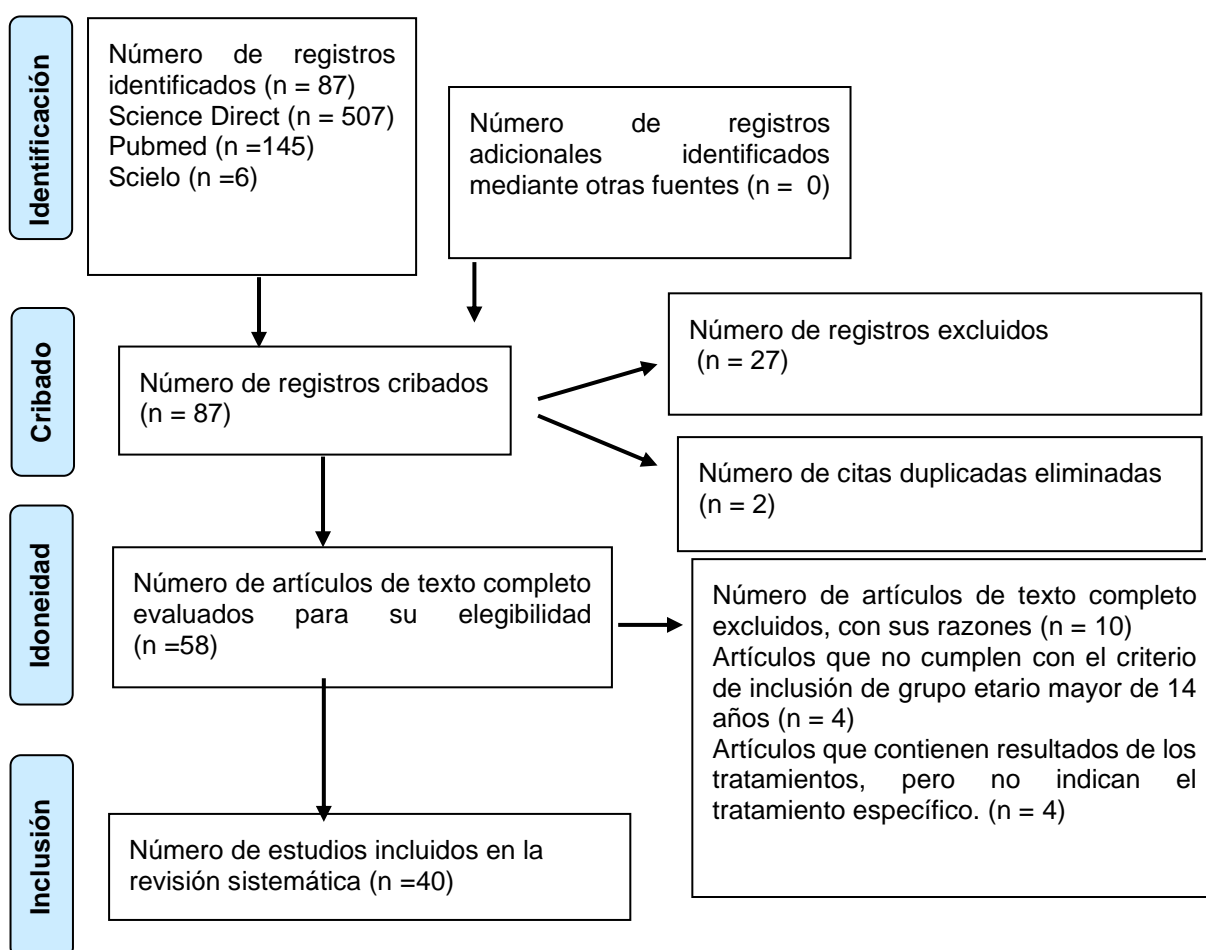 Identificación
Número de registros
identificados (n = 87)
Science Direct (n = 507)
Pubmed (n =145)
Scielo (n =6)
Número de registros
adicionales identificados
mediante otras fuentes (n = 0)
Cribado
Número de registros cribados
(n = 87)
Número de registros excluidos
(n = 27)
Número de citas duplicadas eliminadas
(n = 2)
Idoneidad
Número de artículos de texto completo
evaluados para su elegibilidad
(n =58)
Número de artículos de texto completo
excluidos, con sus razones (n = 10)
Artículos que no cumplen con el criterio
de inclusión de grupo etario mayor de 14
años (n = 4)
Artículos que contienen resultados de los
tratamientos, pero no indican el
tratamiento específico. (n = 4)
Inclusión
Número de estudios incluidos en la
revisión sistemática (n =40)